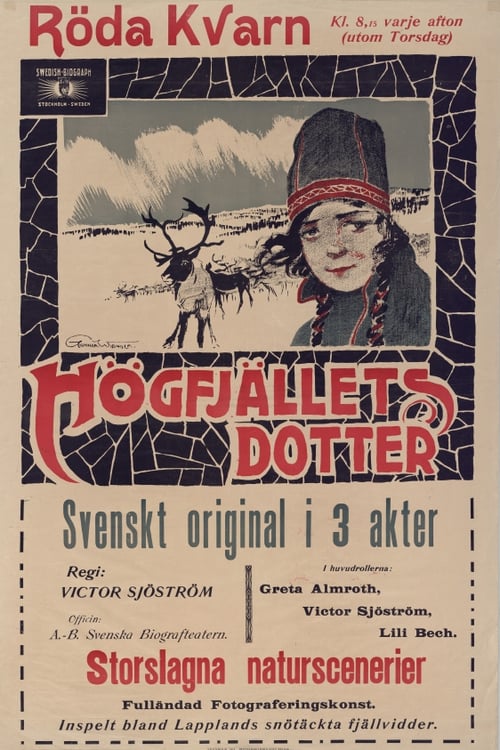 Röda Kvarn
Kl. 8,15 varje afton
(utom Torsdag)
SWEDISH-BIOGRAPH
STOCKHOLM-SWEDEN
HÖGFJÄLLETS
DOTTER
Svenskt original i 3 akter
Regi:
VICTOR SJÖSTRÖM
Officin:
A.-B. Svenska Biografteatern.
I huvudrollerna:
Greta Almroth,
Victor Sjöström,
Lili Bech.
Storslagna naturscenerier
Fulländad Fotograferingskonst.
Inspelt bland Lapplands snötäckta fjällvidder.